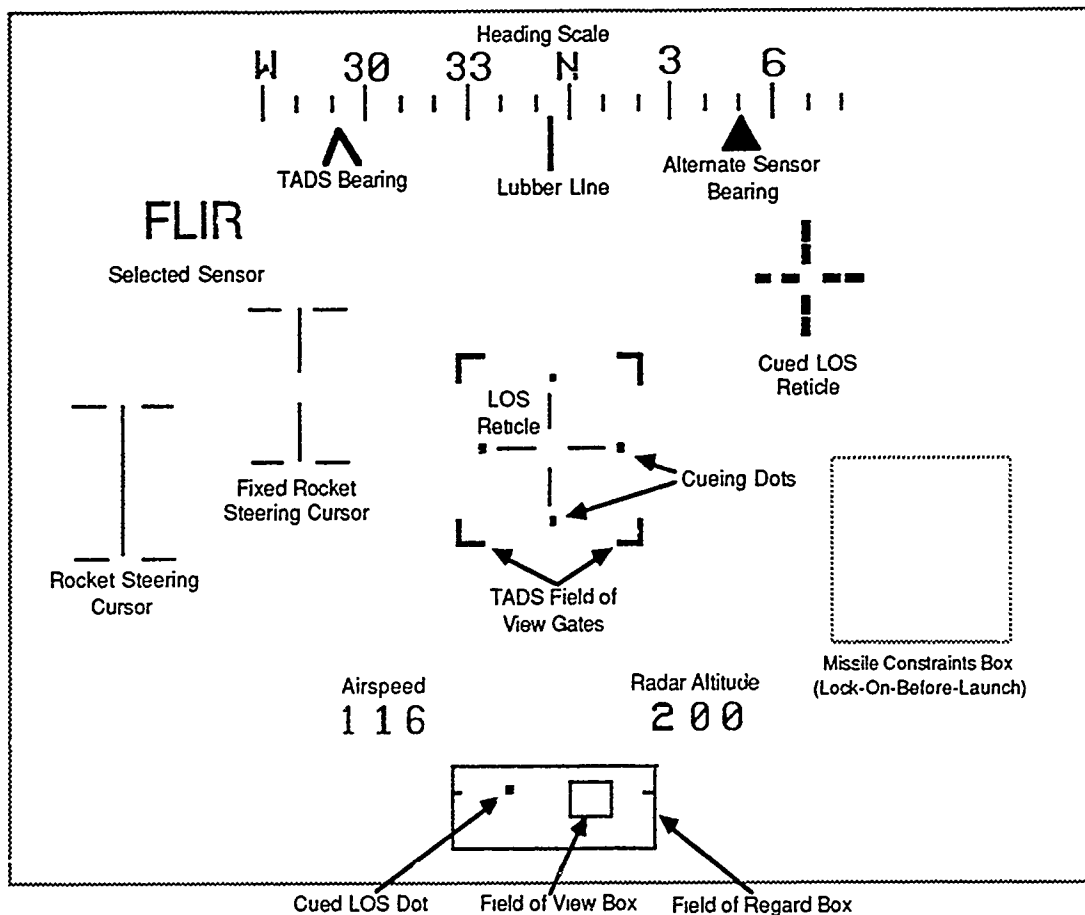 Heading Scale
W 30 33 N 3 6
TADS Bearing
Lubber Line
Alternate Sensor
Bearing
FLIR
Selected Sensor
Cued LOS
Reticle
LOS
Reticle
Cueing Dots
Fixed Rocket
Steering Cursor
Rocket Steering
Cursor
TADS Field of
View Gates
Missile Constraints Box
(Lock-On-Before-Launch)
Airspeed
116
Radar Altitude
200
Cued LOS Dot
Field of View Box
Field of Regard Box